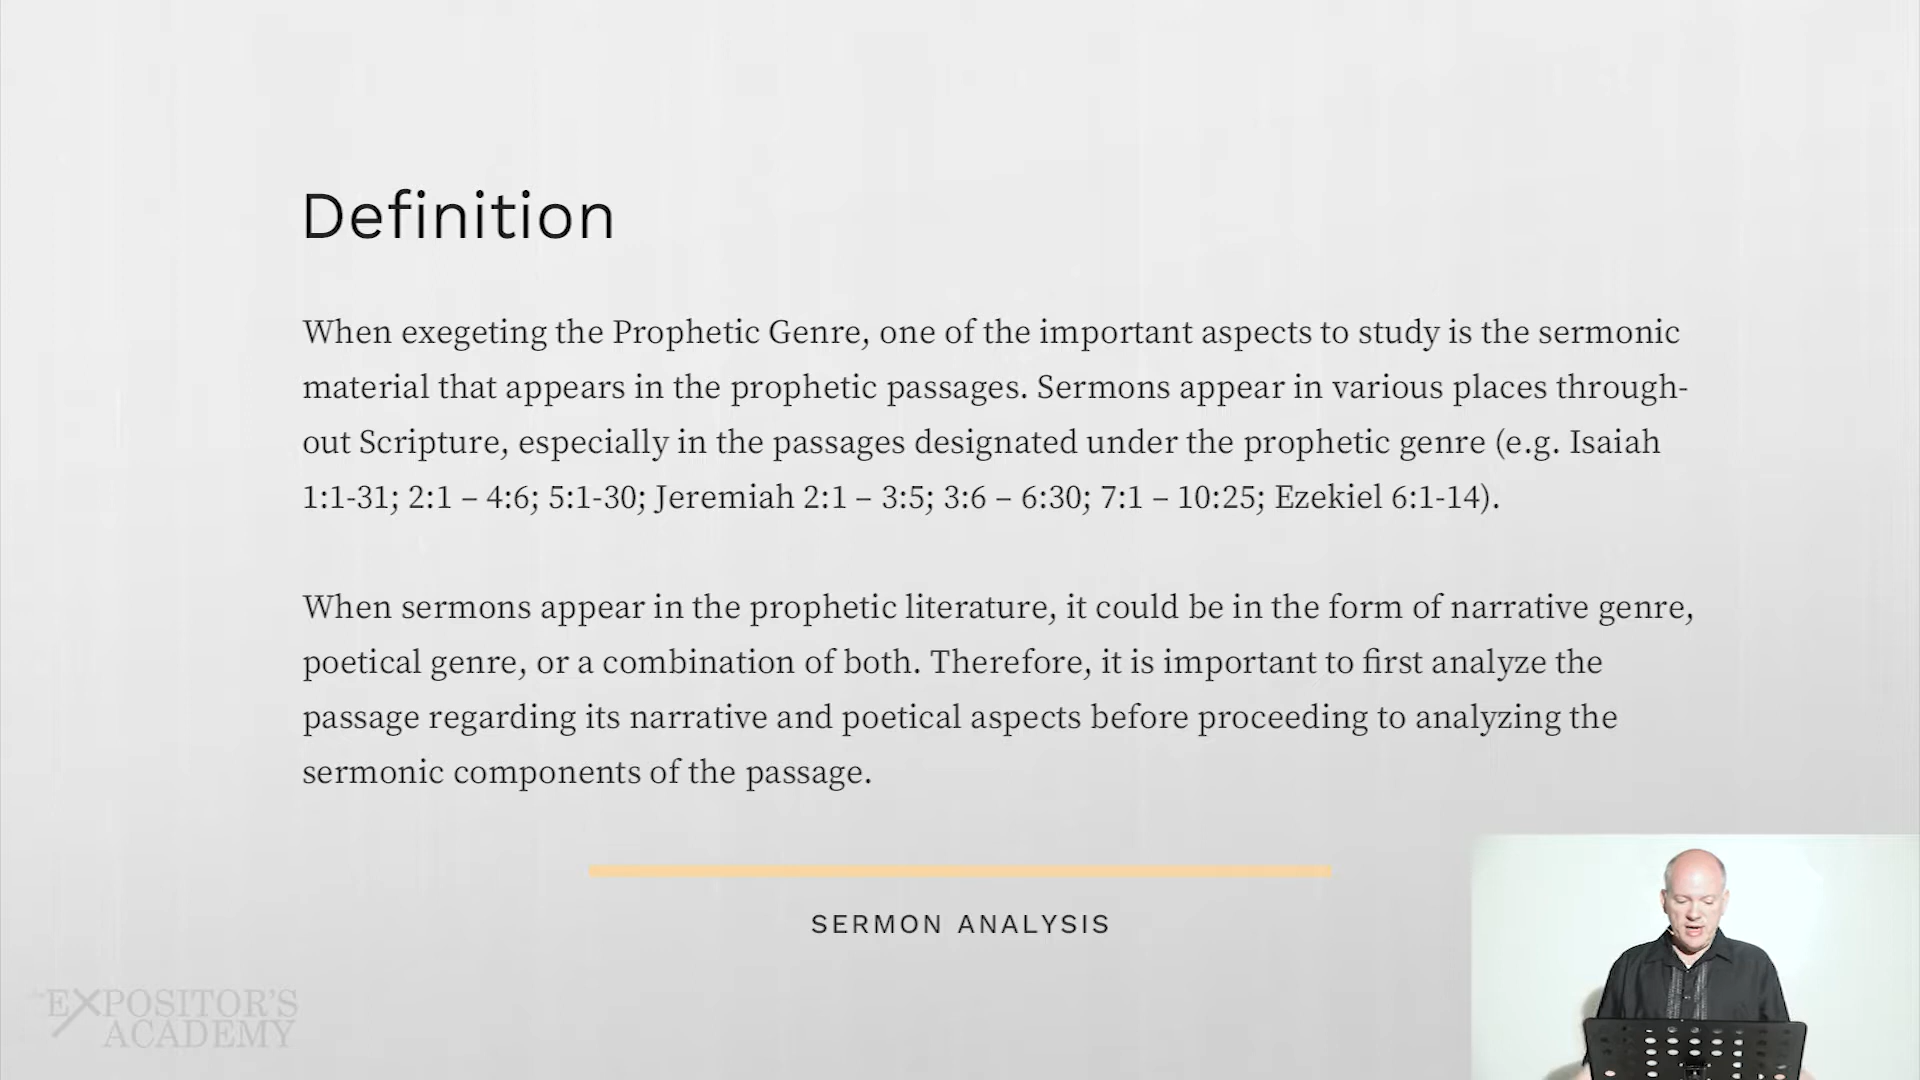 Definition
When exegeting the Prophetic Genre, one of the important aspects to study is the sermonic
material that appears in the prophetic passages. Sermons appear in various places through-
out Scripture, especially in the passages designated under the prophetic genre (e.g. Isaiah
1:1-31; 2:1 – 4:6; 5:1-30; Jeremiah 2:1 – 3:5; 3:6 – 6:30; 7:1 – 10:25; Ezekiel 6:1-14).
When sermons appear in the prophetic literature, it could be in the form of narrative genre,
poetical genre, or a combination of both. Therefore, it is important to first analyze the
passage regarding its narrative and poetical aspects before proceeding to analyzing the
sermonic components of the passage.
SERMON ANALYSIS
the EXPOSITOR'S
ACADEMY